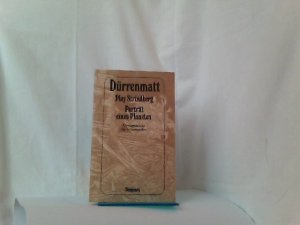 Dürrenmatt
Play Strindberg
Porträt
eines Planeten
Diogenes